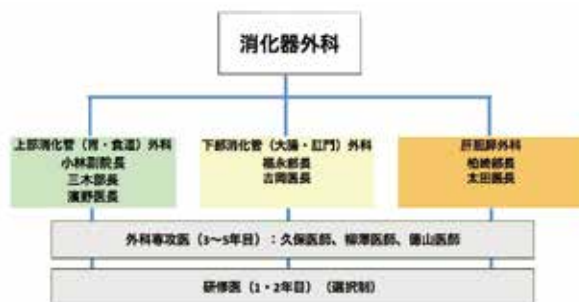 消化器外科
上部消化管（胃・食道）外科
小林副院長
三木部長
濱野医長
下部消化管（大腸・肛門）外科
福永部長
吉岡医長
肝胆膵外科
柏崎部長
太田医長
外科専攻医（3〜5年目）：久保医師、柳澤医師、徳山医師
研修医（1・2年目）（選択制）